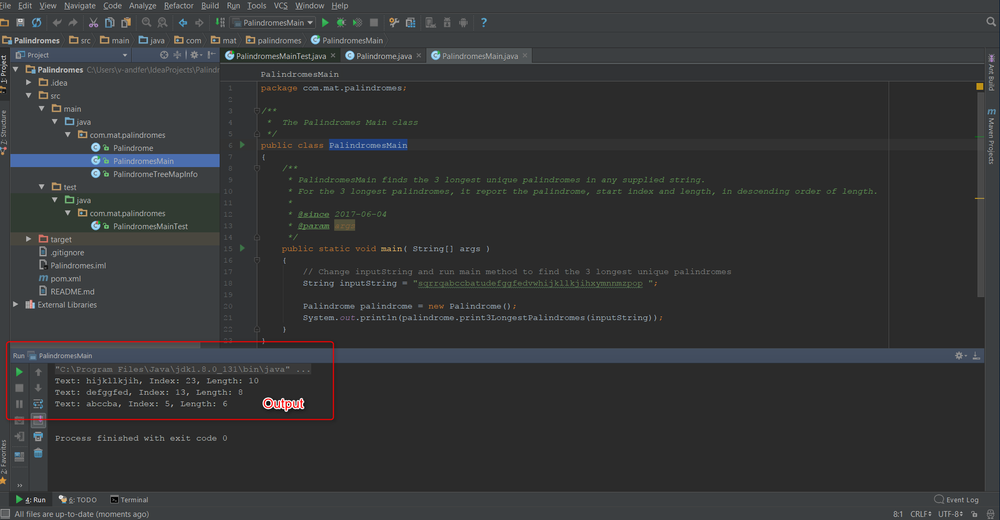 File Edit View Navigate Code Analyze Refactor Build Run Tools VCS Window Help
PalindromesMain
Palindromes src main java com mat palindromes PalindromesMain
Project
PalindromesMainTest.java Palindrome.java PalindromesMain.java
1: Project
7: Structure
2: Favorites
Palindromes C:\Users\v-andfer\IdeaProjects\Palindr
.idea
src
main
java
com.mat.palindromes
Palindrome
PalindromesMain
PalindromeTreeMapInfo
test
java
com.mat.palindromes
PalindromesMainTest
target
.gitignore
Palindromes.iml
pom.xml
README.md
External Libraries
PalindromesMain
1 package com.mat.palindromes;
2
3 /**
4 * The Palindromes Main class
5 */
6 public class PalindromesMain
7 {
8 /**
9 * PalindromesMain finds the 3 longest unique palindromes in any supplied string.
10 * For the 3 longest palindromes, it report the palindrome, start index and length, in descending order of length.
11 *
12 * @since 2017-06-04
13 * @param args
14 */
15 public static void main( String[] args )
16 {
17 // Change inputString and run main method to find the 3 longest unique palindromes
18 String inputString = "sqrrqabccbatudefggfedvwhijkllkjihxymnnmzpop ";
19
20 Palindrome palindrome = new Palindrome();
21 System.out.println(palindrome.print3LongestPalindromes(inputString));
22 }
23 }
Ant Build
m Maven Projects
Run PalindromesMain
"C:\Program Files\Java\jdk1.8.0_131\bin\java" ...
Text: hijkllkjih, Index: 23, Length: 10
Text: defggfed, Index: 13, Length: 8
Text: abccba, Index: 5, Length: 6
Output
Process finished with exit code 0
4: Run 6: TODO Terminal Event Log
All files are up-to-date (moments ago) 8:1 CRLF UTF-8